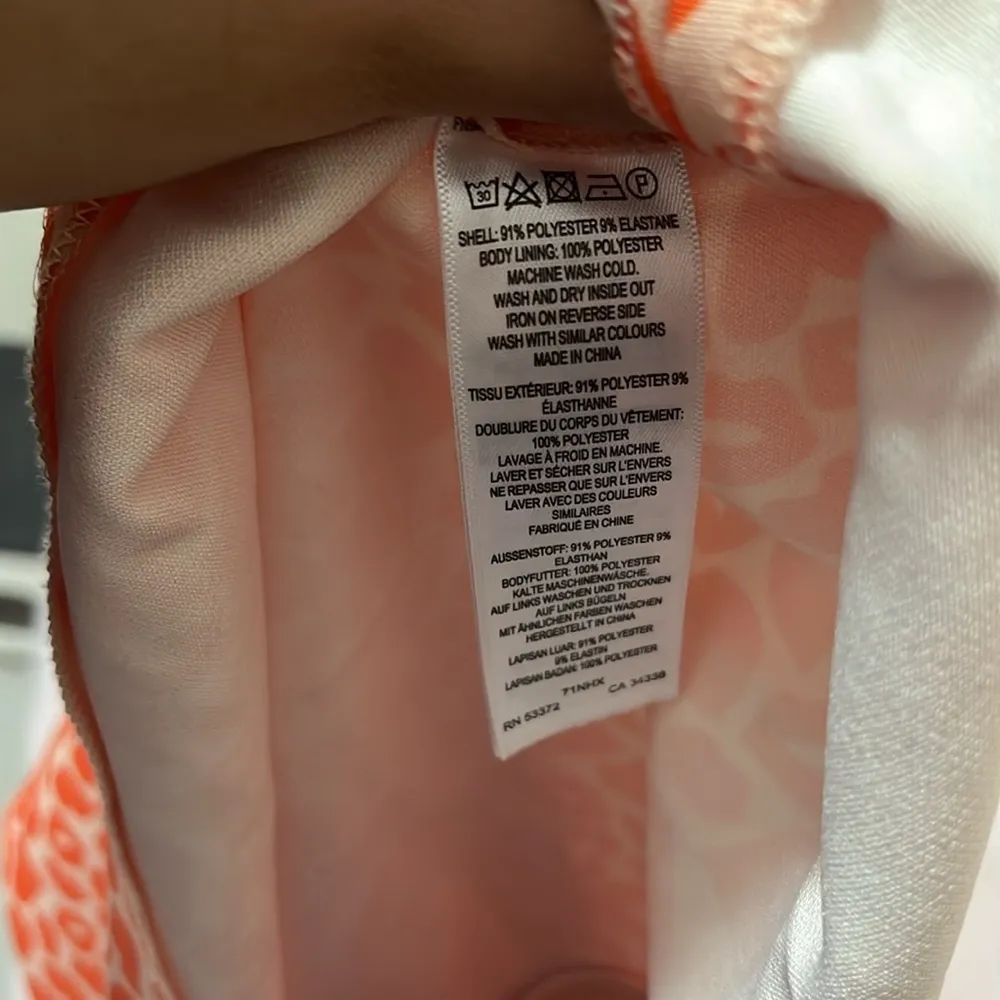 30 P
SHELL: 91% POLYESTER 9% ELASTANE
BODY LINING: 100% POLYESTER
MACHINE WASH COLD.
WASH AND DRY INSIDE OUT
IRON ON REVERSE SIDE
WASH WITH SIMILAR COLOURS
MADE IN CHINA
TISSU EXTÉRIEUR: 91% POLYESTER 9%
ÉLASTHANNE
DOUBLURE DU CORPS DU VÊTEMENT:
100% POLYESTER
LAVAGE À FROID EN MACHINE.
LAVER ET SÉCHER SUR L'ENVERS
NE REPASSER QUE SUR L'ENVERS
LAVER AVEC DES COULEURS
SIMILAIRES
FABRIQUÉ EN CHINE
AUSSENSTOFF: 91% POLYESTER 9%
ELASTHAN
BODYFUTTER: 100% POLYESTER
KALTE MASCHINENWÄSCHE.
AUF LINKS WASCHEN UND TROCKNEN
AUF LINKS BÜGELN
MIT ÄHNLICHEN FARBEN WASCHEN
HERGESTELLT IN CHINA
LAPISAN LUAR: 91% POLYESTER
9% ELASTIN
LAPISAN BADAN: 100% POLYESTER
71NHX
RN 53372 CA 34338